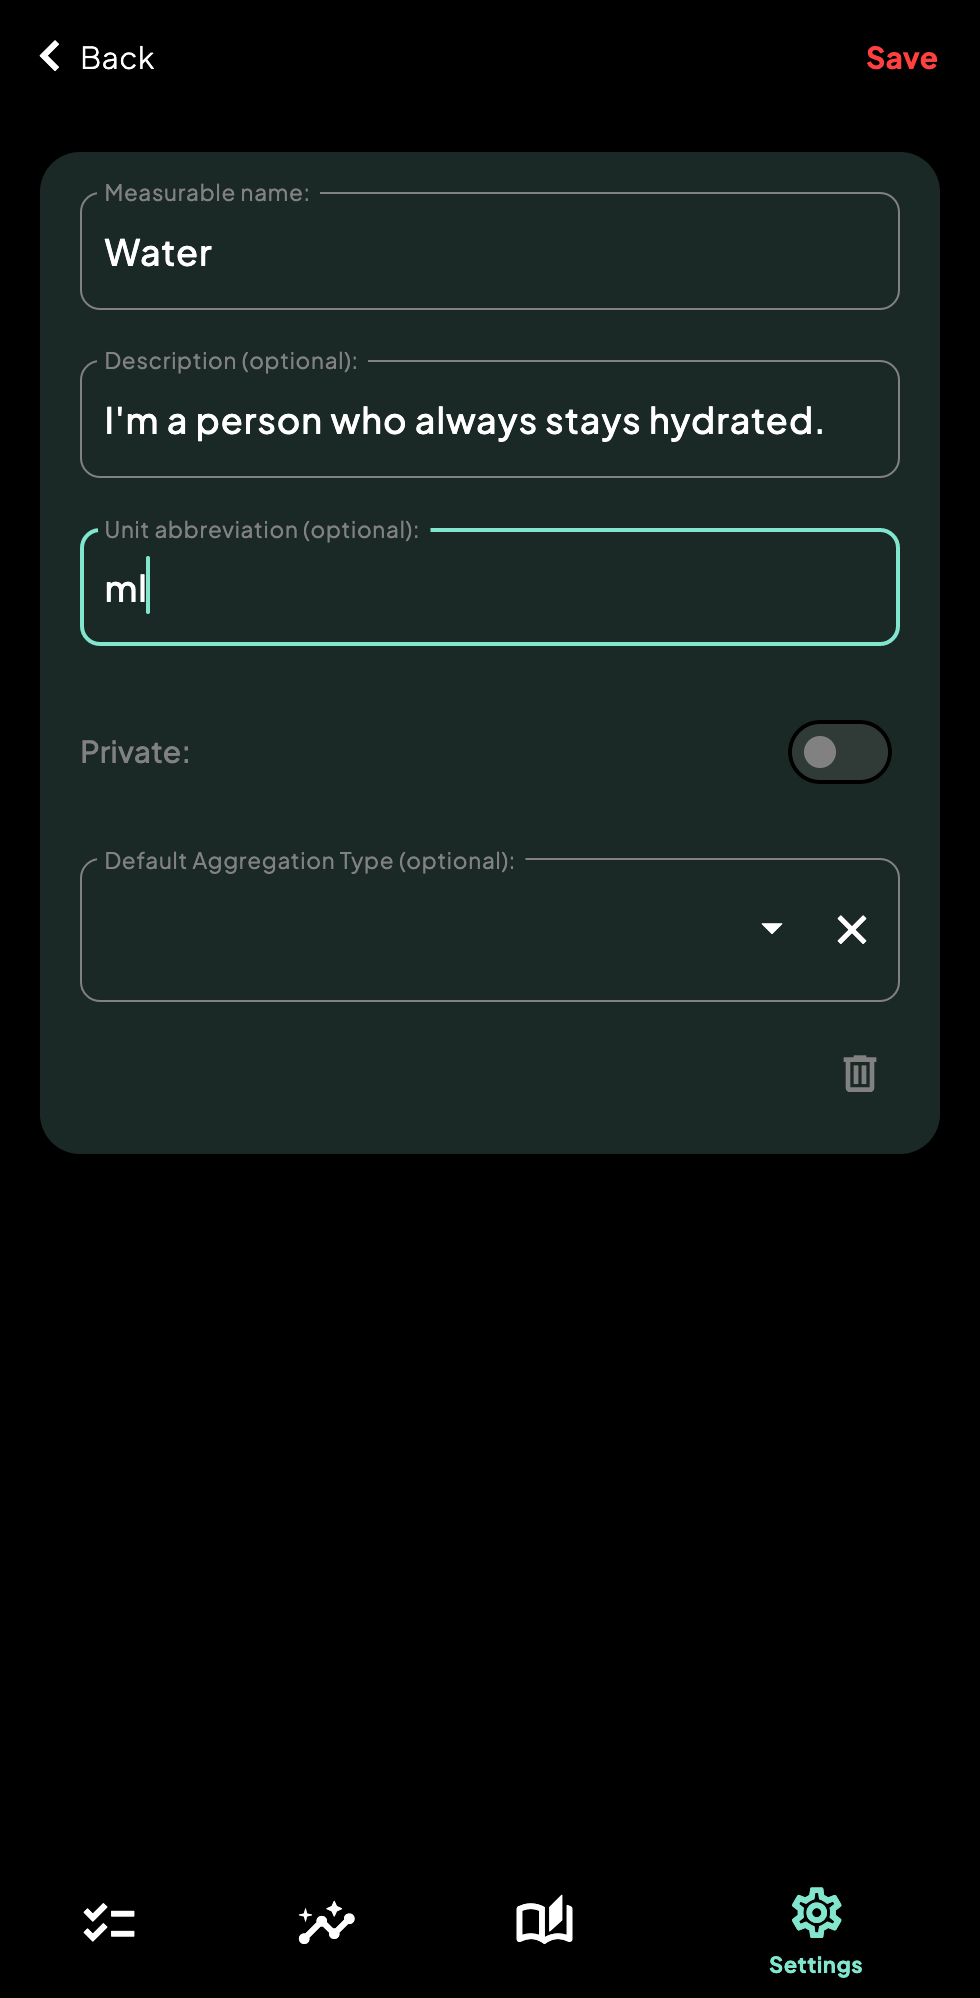 Back
Save
Measurable name:
Water
Description (optional):
I'm a person who always stays hydrated.
Unit abbreviation (optional):
ml
Private:
Default Aggregation Type (optional):
Settings